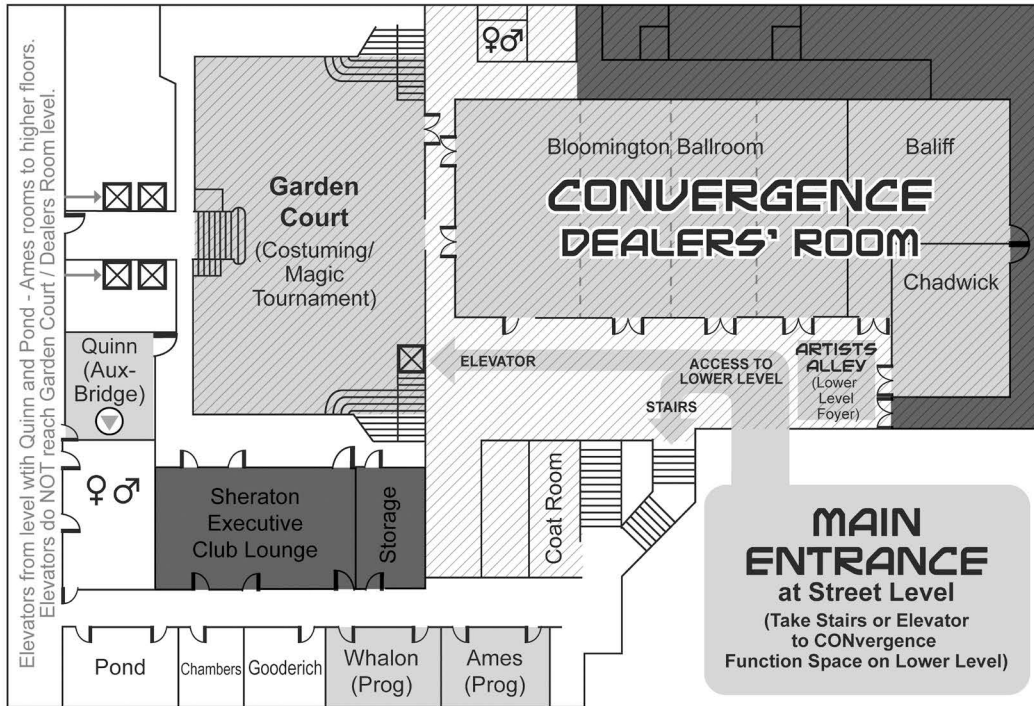 Elevators from level wtih Quinn and Pond - Ames rooms to higher floors.
Elevators do NOT reach Garden Court / Dealers Room level.
Garden
Court
(Costuming/
Magic
Tournament)
Bloomington Ballroom
Baliff
CONVERGENCE
DEALERS' ROOM
Chadwick
Quinn
(Aux-
Bridge)
ELEVATOR
ACCESS TO
LOWER LEVEL
STAIRS
ARTISTS
ALLEY
(Lower
Level
Foyer)
Sheraton
Executive
Club Lounge
Storage
Coat Room
MAIN
ENTRANCE
at Street Level
(Take Stairs or Elevator
to CONvergence
Function Space on Lower Level)
Pond
Chambers
Gooderich
Whalon
(Prog)
Ames
(Prog)